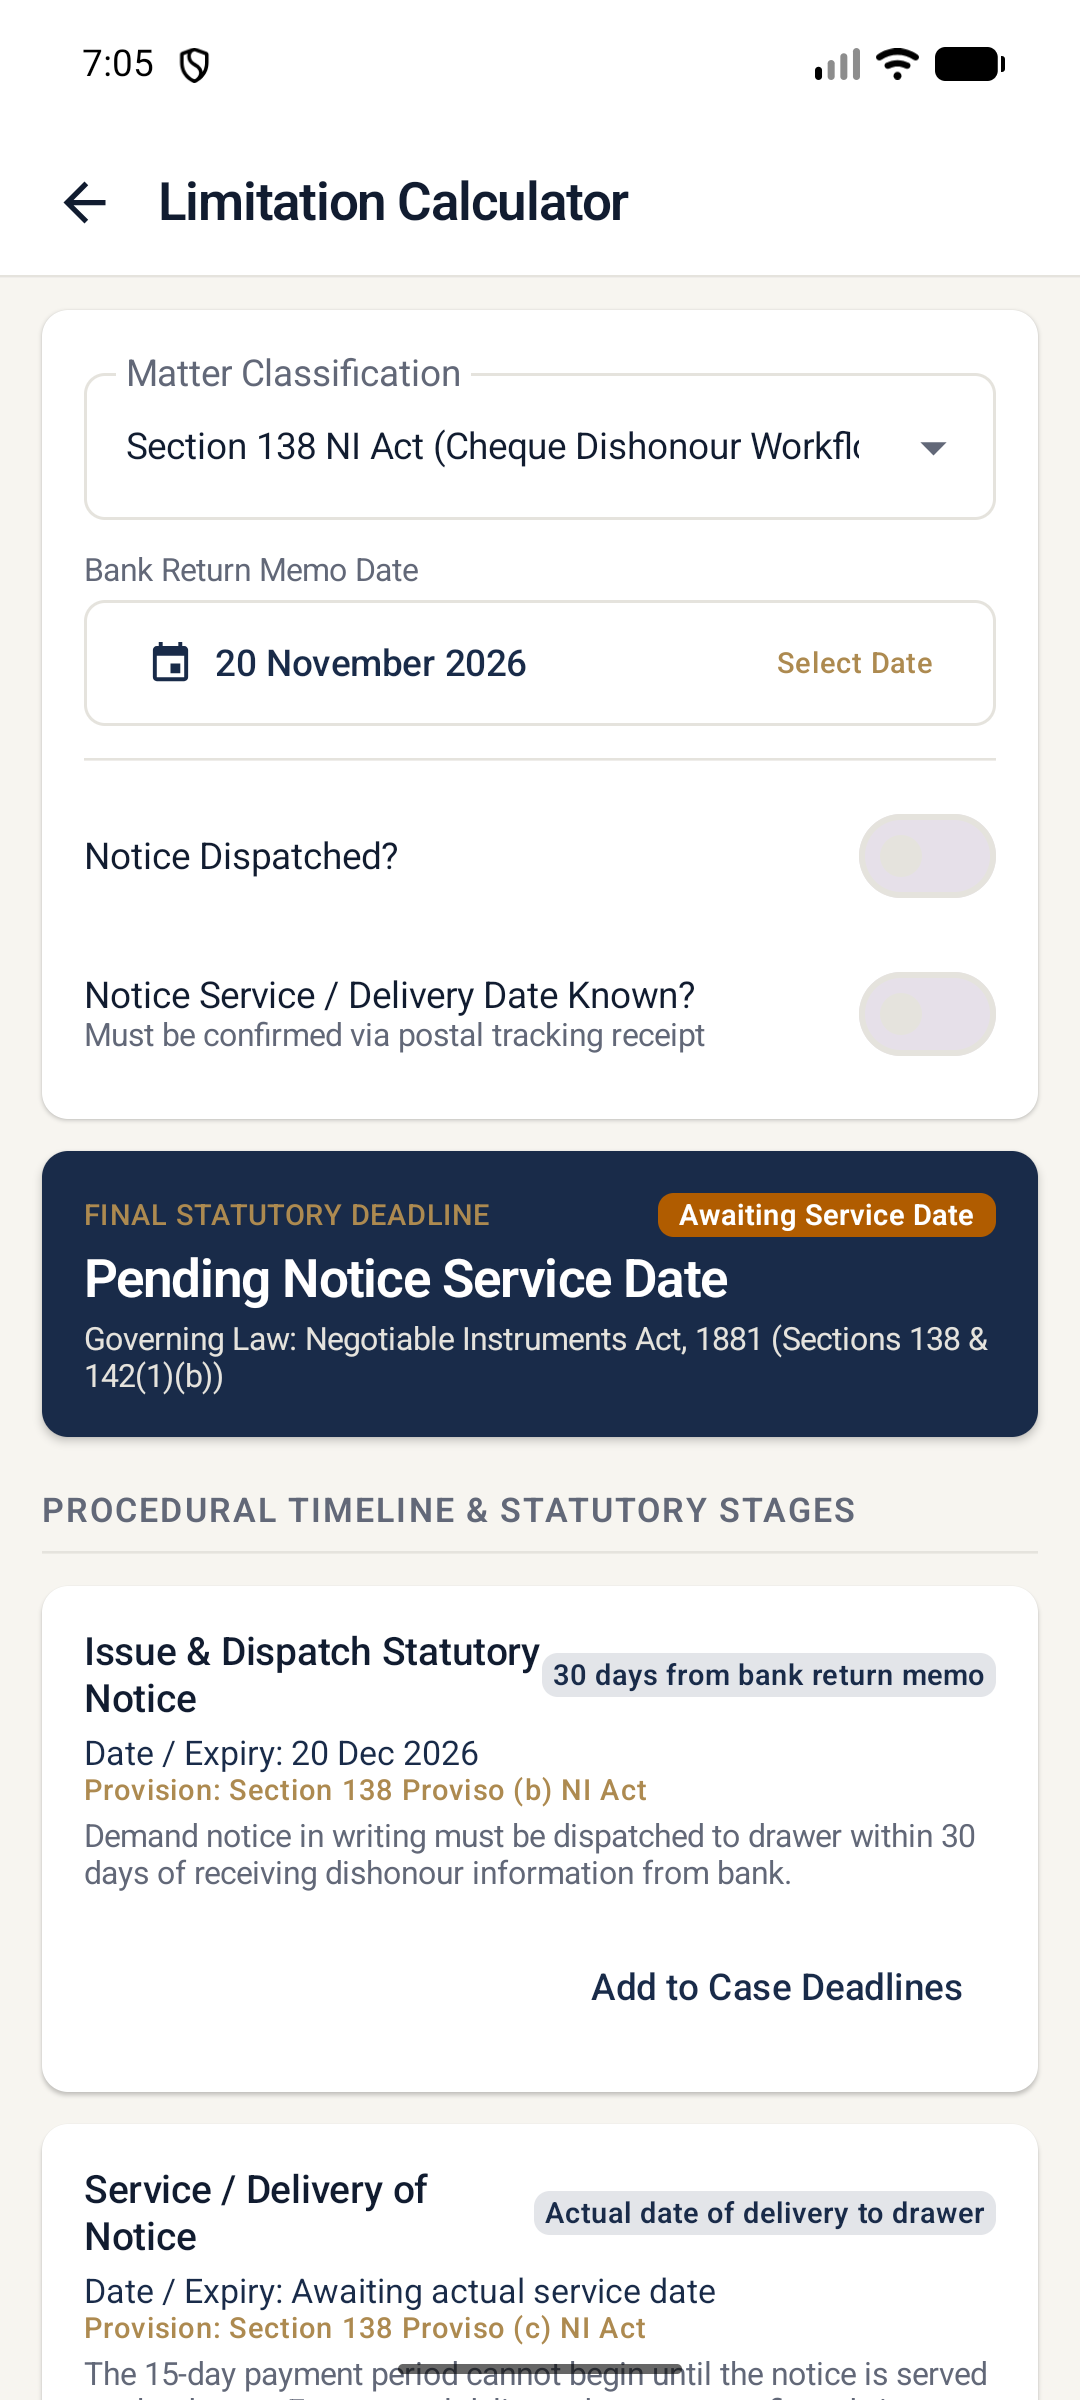 7:05
Limitation Calculator
Matter Classification
Section 138 NI Act (Cheque Dishonour Workflo
Bank Return Memo Date
20 November 2026
Select Date
Notice Dispatched?
Notice Service / Delivery Date Known?
Must be confirmed via postal tracking receipt
FINAL STATUTORY DEADLINE
Awaiting Service Date
Pending Notice Service Date
Governing Law: Negotiable Instruments Act, 1881 (Sections 138 &
142(1)(b))
PROCEDURAL TIMELINE & STATUTORY STAGES
Issue & Dispatch Statutory
Notice
30 days from bank return memo
Date / Expiry: 20 Dec 2026
Provision: Section 138 Proviso (b) NI Act
Demand notice in writing must be dispatched to drawer within 30
days of receiving dishonour information from bank.
Add to Case Deadlines
Service / Delivery of
Notice
Actual date of delivery to drawer
Date / Expiry: Awaiting actual service date
Provision: Section 138 Proviso (c) NI Act
The 15-day payment period cannot begin until the notice is served